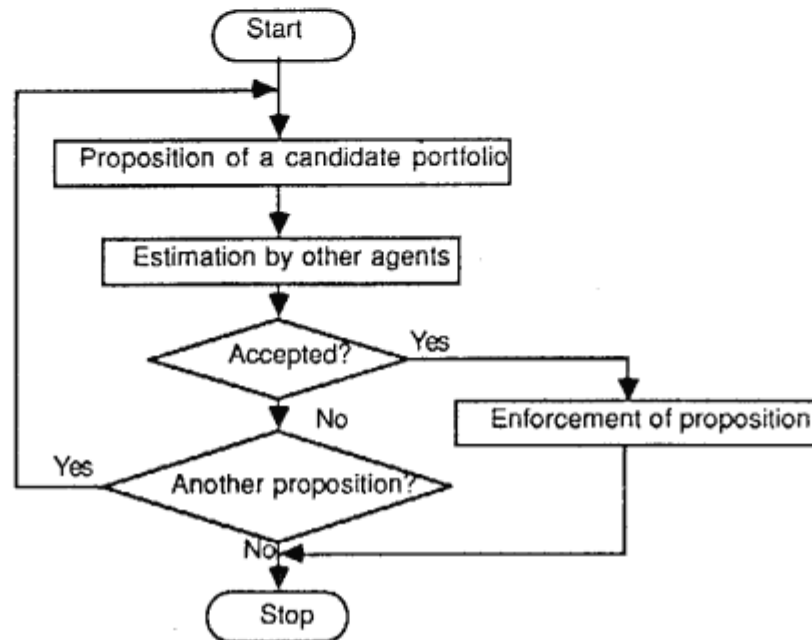 Start
Proposition of a candidate portfolio
Estimation by other agents
Accepted?
Yes
No
Enforcement of proposition
Another proposition?
Yes
No
Stop